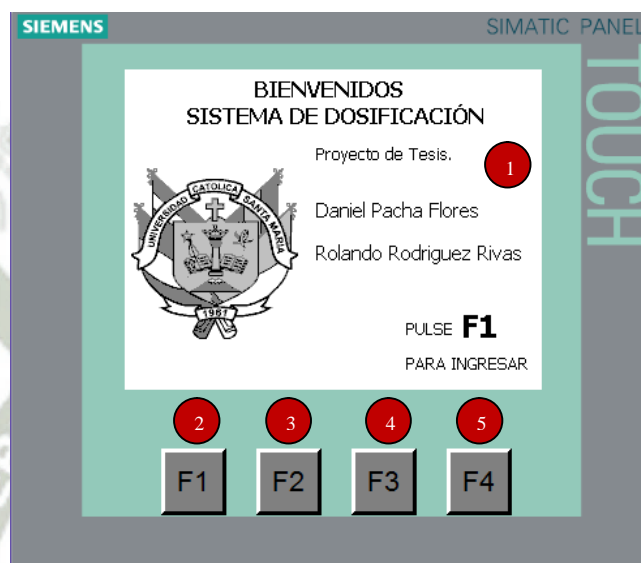 SIEMENS
SIMATIC PANEL
TOUCH
BIENVENIDOS
SISTEMA DE DOSIFICACIÓN
Proyecto de Tesis.
1
Daniel Pacha Flores
Rolando Rodriguez Rivas
UNIVERSIDAD CATOLICA SANTA MARIA
1961
PULSE F1
PARA INGRESAR
2 3 4 5
F1 F2 F3 F4